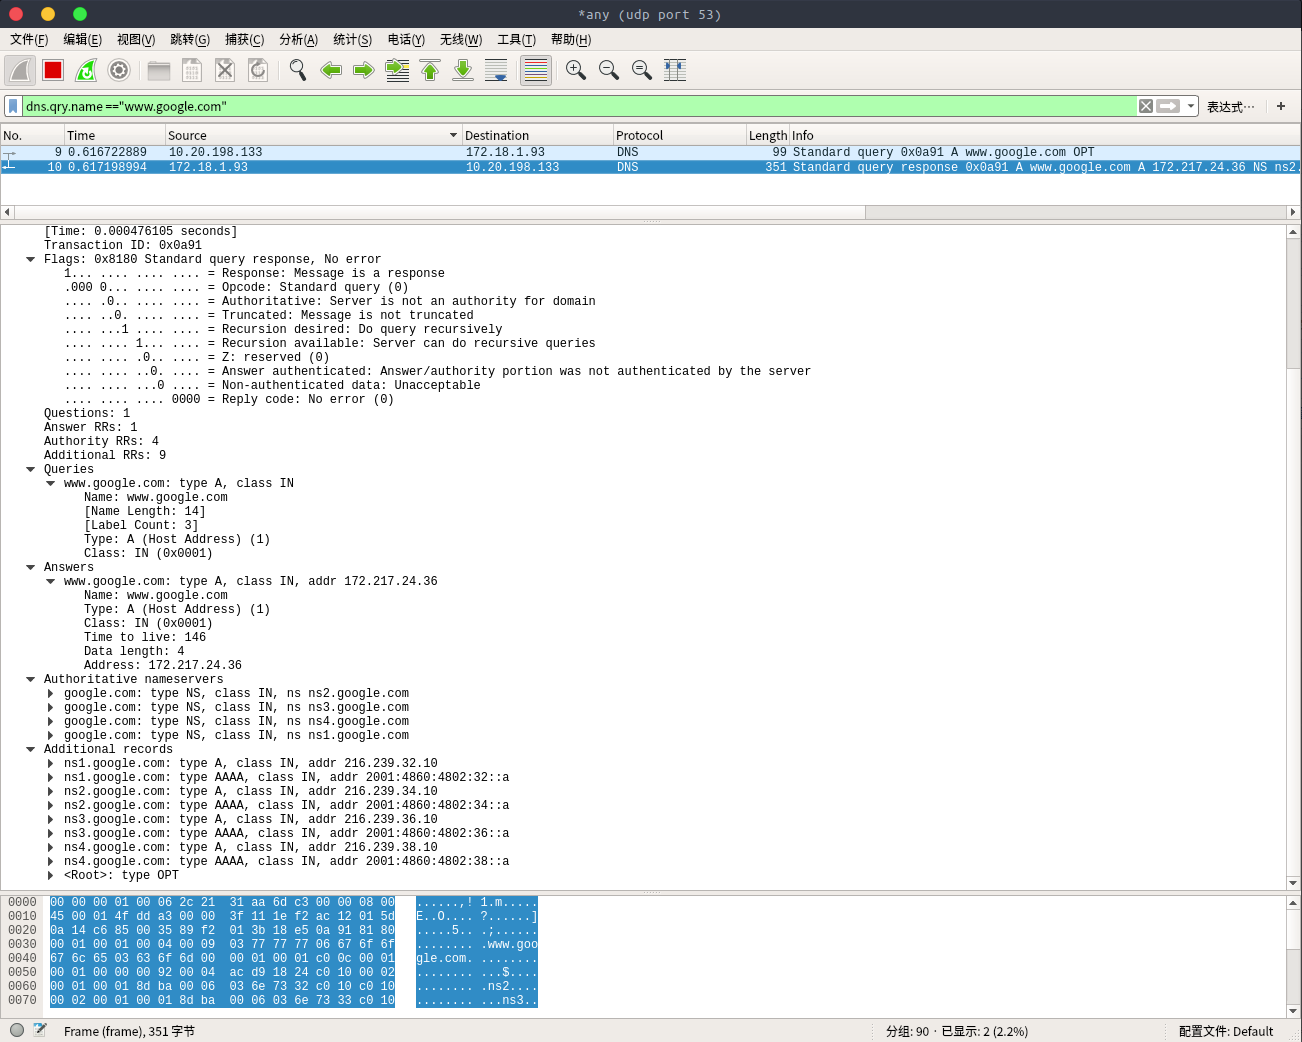 *any (udp port 53)
文件(F) 编辑(E) 视图(V) 跳转(G) 捕获(C) 分析(A) 统计(S) 电话(Y) 无线(W) 工具(T) 帮助(H)
dns.qry.name =="www.google.com" 表达式… +
No. Time Source Destination Protocol Length Info
9 0.616722889 10.20.198.133 172.18.1.93 DNS 99 Standard query 0x0a91 A www.google.com OPT
10 0.617198994 172.18.1.93 10.20.198.133 DNS 351 Standard query response 0x0a91 A www.google.com A 172.217.24.36 NS ns2.
[Time: 0.000476105 seconds]
Transaction ID: 0x0a91
Flags: 0x8180 Standard query response, No error
1... .... .... .... = Response: Message is a response
.000 0... .... .... = Opcode: Standard query (0)
.... .0.. .... .... = Authoritative: Server is not an authority for domain
.... ..0. .... .... = Truncated: Message is not truncated
.... ...1 .... .... = Recursion desired: Do query recursively
.... .... 1... .... = Recursion available: Server can do recursive queries
.... .... .0.. .... = Z: reserved (0)
.... .... ..0. .... = Answer authenticated: Answer/authority portion was not authenticated by the server
.... .... ...0 .... = Non-authenticated data: Unacceptable
.... .... .... 0000 = Reply code: No error (0)
Questions: 1
Answer RRs: 1
Authority RRs: 4
Additional RRs: 9
Queries
www.google.com: type A, class IN
Name: www.google.com
[Name Length: 14]
[Label Count: 3]
Type: A (Host Address) (1)
Class: IN (0x0001)
Answers
www.google.com: type A, class IN, addr 172.217.24.36
Name: www.google.com
Type: A (Host Address) (1)
Class: IN (0x0001)
Time to live: 146
Data length: 4
Address: 172.217.24.36
Authoritative nameservers
google.com: type NS, class IN, ns ns2.google.com
google.com: type NS, class IN, ns ns3.google.com
google.com: type NS, class IN, ns ns4.google.com
google.com: type NS, class IN, ns ns1.google.com
Additional records
ns1.google.com: type A, class IN, addr 216.239.32.10
ns1.google.com: type AAAA, class IN, addr 2001:4860:4802:32::a
ns2.google.com: type A, class IN, addr 216.239.34.10
ns2.google.com: type AAAA, class IN, addr 2001:4860:4802:34::a
ns3.google.com: type A, class IN, addr 216.239.36.10
ns3.google.com: type AAAA, class IN, addr 2001:4860:4802:36::a
ns4.google.com: type A, class IN, addr 216.239.38.10
ns4.google.com: type AAAA, class IN, addr 2001:4860:4802:38::a
<Root>: type OPT
0000 00 00 00 01 00 06 2c 21 31 aa 6d c3 00 00 08 00 ......,! 1.m.....
0010 45 00 01 4f dd a3 00 00 3f 11 1e f2 ac 12 01 5d E..O.... ?......]
0020 0a 14 c6 85 00 35 89 f2 01 3b 18 e5 0a 91 81 80 .....5.. .;......
0030 00 01 00 01 00 04 00 09 03 77 77 77 06 67 6f 6f ........ .www.goo
0040 67 6c 65 03 63 6f 6d 00 00 01 00 01 c0 0c 00 01 gle.com. ........
0050 00 01 00 00 00 92 00 04 ac d9 18 24 c0 10 00 02 ........ ...$....
0060 00 01 00 01 8d ba 00 06 03 6e 73 32 c0 10 c0 10 ........ .ns2....
0070 00 02 00 01 00 01 8d ba 00 06 03 6e 73 33 c0 10 ........ ...ns3..
Frame (frame), 351 字节 分组: 90 · 已显示: 2 (2.2%) 配置文件: Default